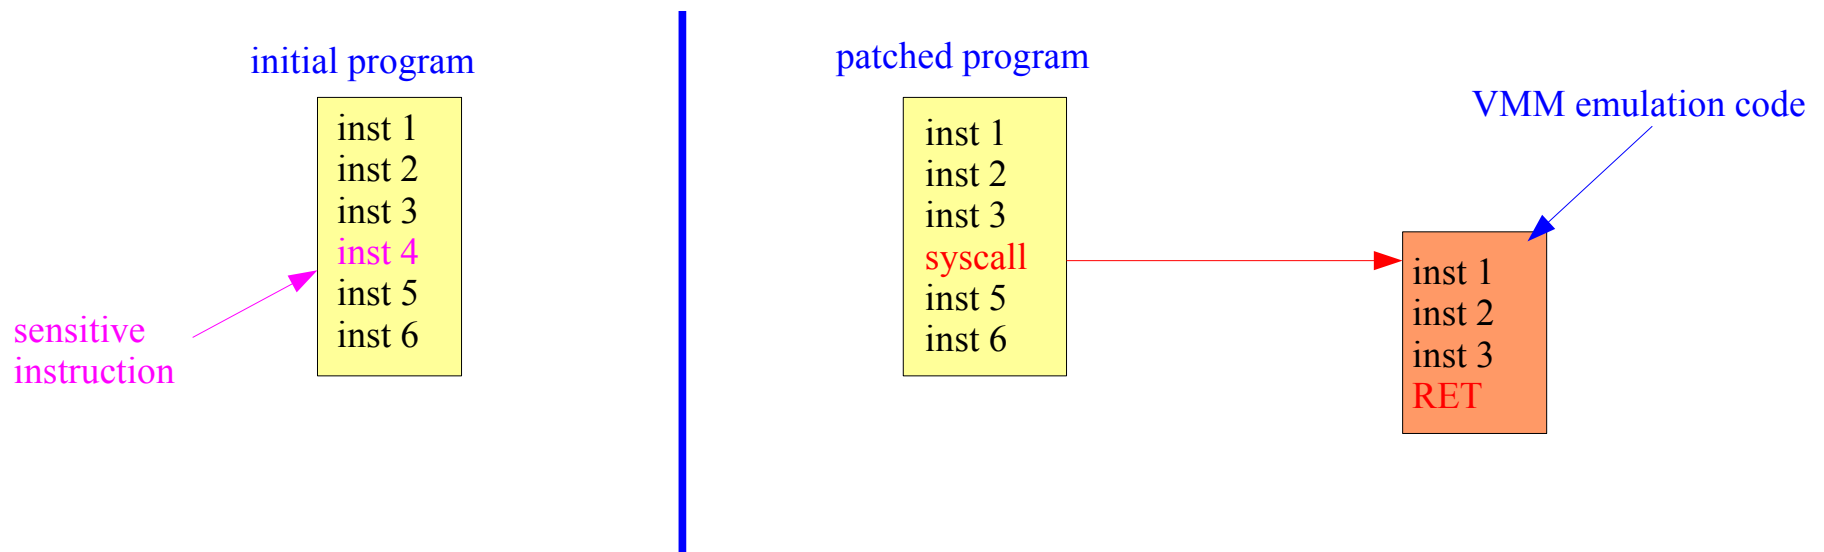 initial program
inst 1
inst 2
inst 3
inst 4
inst 5
inst 6
sensitive
instruction
patched program
inst 1
inst 2
inst 3
syscall
inst 5
inst 6
VMM emulation code
inst 1
inst 2
inst 3
RET